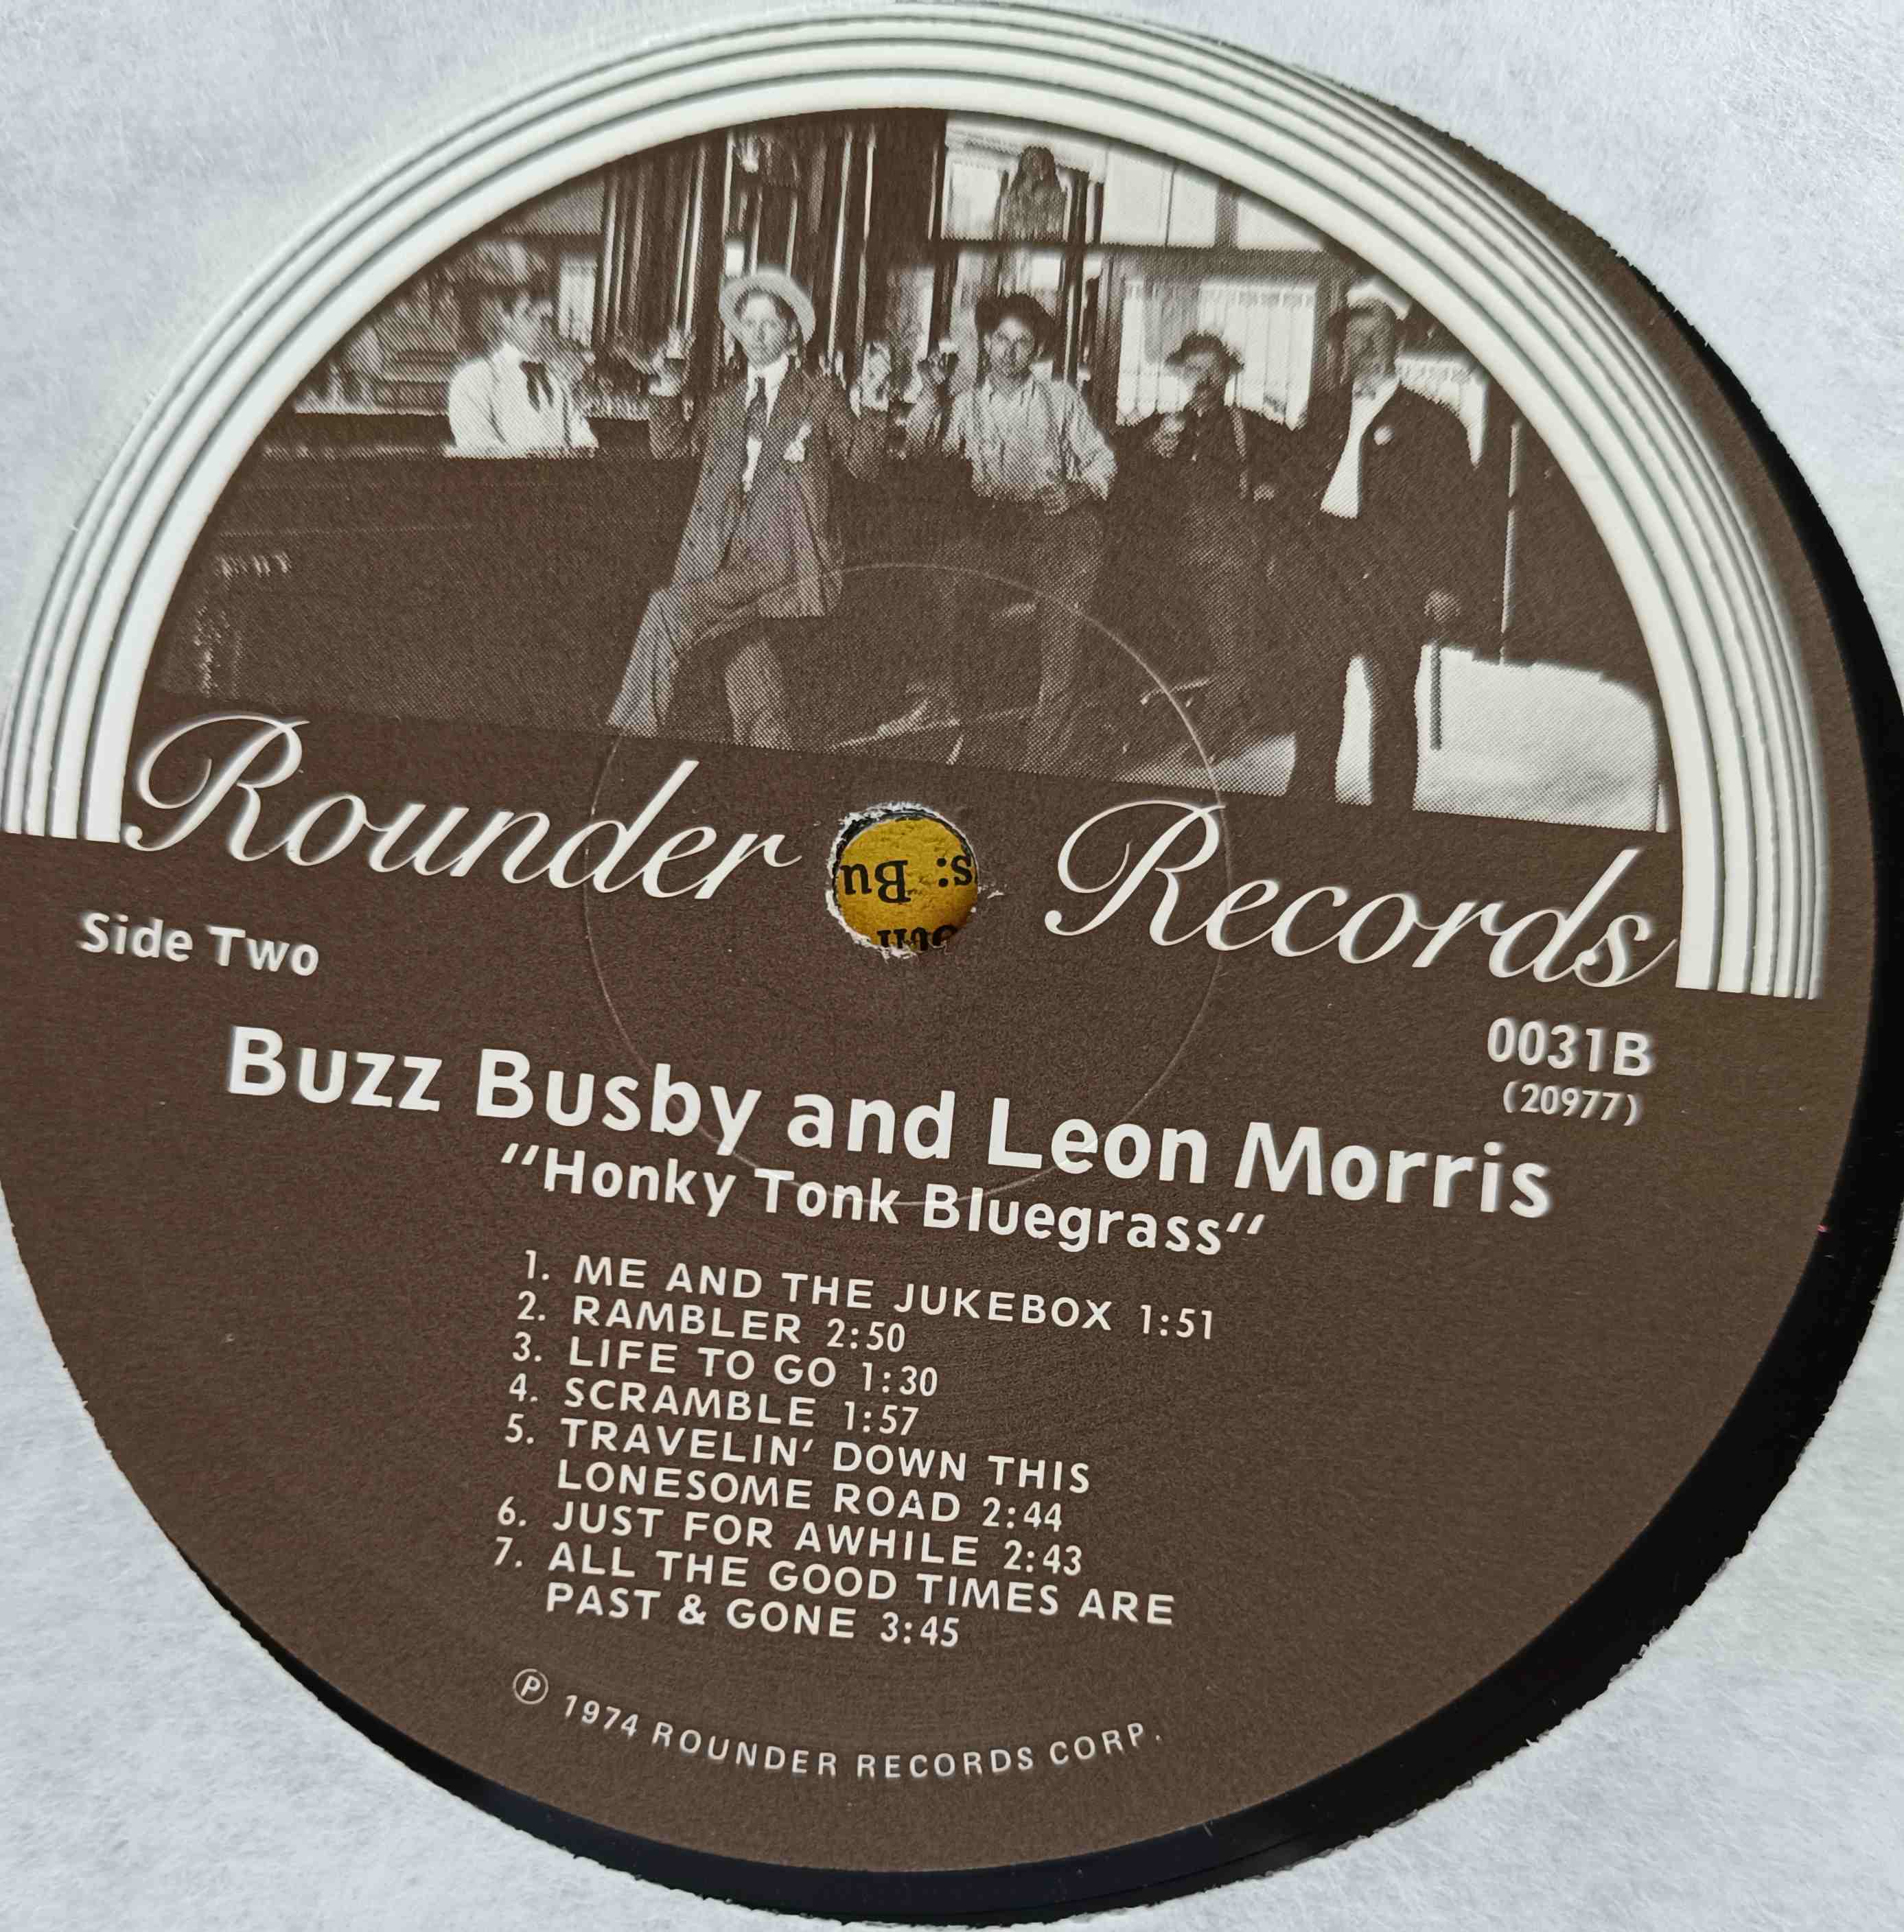 Rounder Records
s: Bu
Side Two
0031B
(20977)
Buzz Busby and Leon Morris
"Honky Tonk Bluegrass"
1. ME AND THE JUKEBOX 1:51
2. RAMBLER 2:50
3. LIFE TO GO 1:30
4. SCRAMBLE 1:57
5. TRAVELIN' DOWN THIS
LONESOME ROAD 2:44
6. JUST FOR AWHILE 2:43
7. ALL THE GOOD TIMES ARE
PAST & GONE 3:45
℗ 1974 ROUNDER RECORDS CORP.